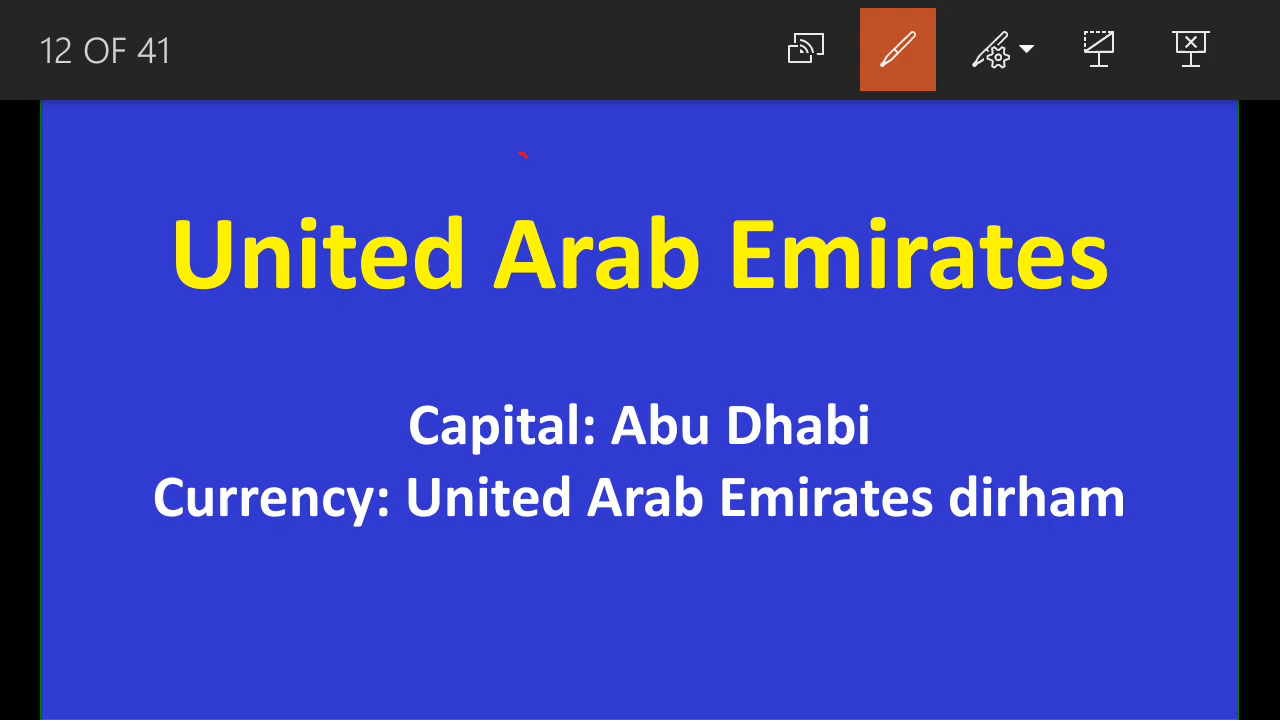 12 OF 41
United Arab Emirates
Capital: Abu Dhabi
Currency: United Arab Emirates dirham